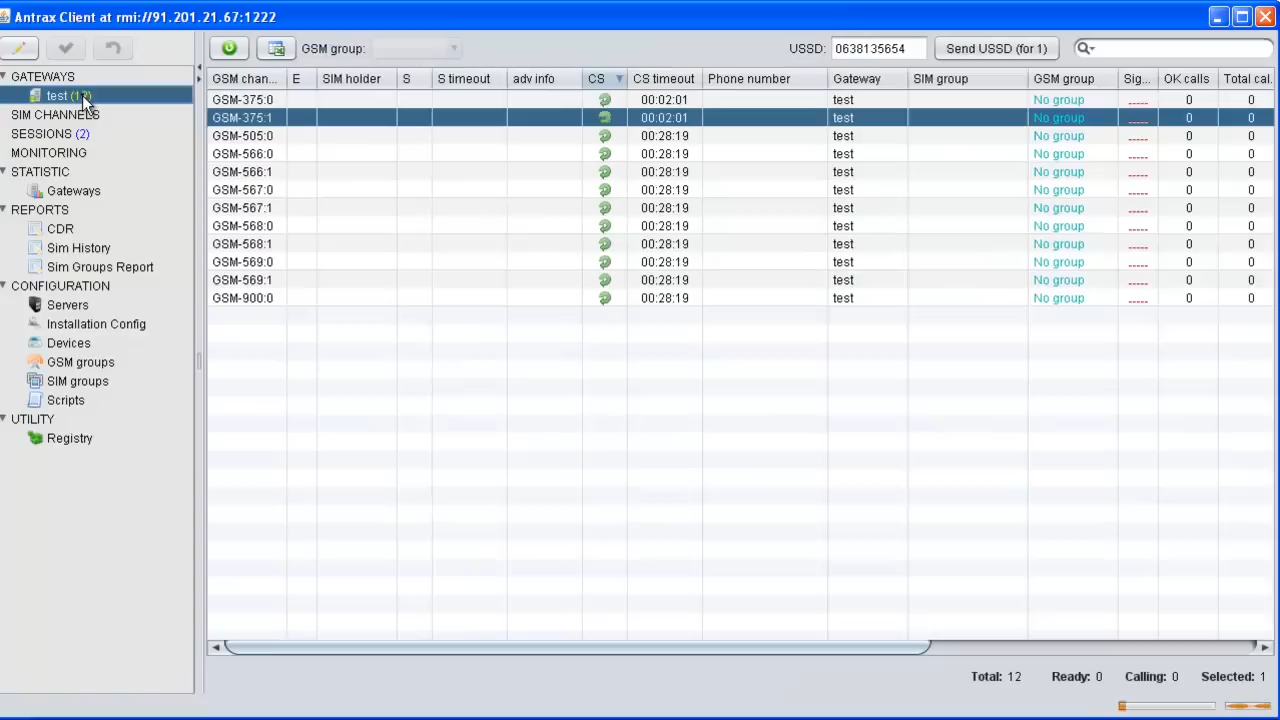 Antrax Client at rmi://91.201.21.67:1222
GSM group:
USSD: 0638135654 Send USSD (for 1)
GATEWAYS
test (12)
SIM CHANNELS
SESSIONS (2)
MONITORING
STATISTIC
Gateways
REPORTS
CDR
Sim History
Sim Groups Report
CONFIGURATION
Servers
Installation Config
Devices
GSM groups
SIM groups
Scripts
UTILITY
Registry
GSM chan... E SIM holder S S timeout adv info CS CS timeout Phone number Gateway SIM group GSM group Sig... OK calls Total cal.
GSM-375:0 00:02:01 test No group ----- 0 0
GSM-375:1 00:02:01 test No group ----- 0 0
GSM-505:0 00:28:19 test No group ----- 0 0
GSM-566:0 00:28:19 test No group ----- 0 0
GSM-566:1 00:28:19 test No group ----- 0 0
GSM-567:0 00:28:19 test No group ----- 0 0
GSM-567:1 00:28:19 test No group ----- 0 0
GSM-568:0 00:28:19 test No group ----- 0 0
GSM-568:1 00:28:19 test No group ----- 0 0
GSM-569:0 00:28:19 test No group ----- 0 0
GSM-569:1 00:28:19 test No group ----- 0 0
GSM-900:0 00:28:19 test No group ----- 0 0
Total: 12 Ready: 0 Calling: 0 Selected: 1